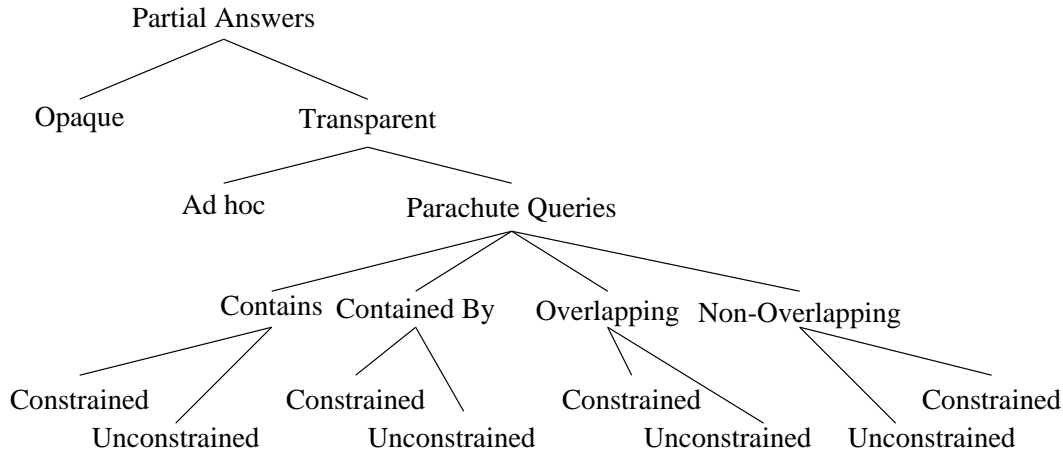 Partial Answers
Opaque
Transparent
Ad hoc
Parachute Queries
Contains
Contained By
Overlapping
Non-Overlapping
Constrained
Constrained
Constrained
Constrained
Unconstrained
Unconstrained
Unconstrained
Unconstrained